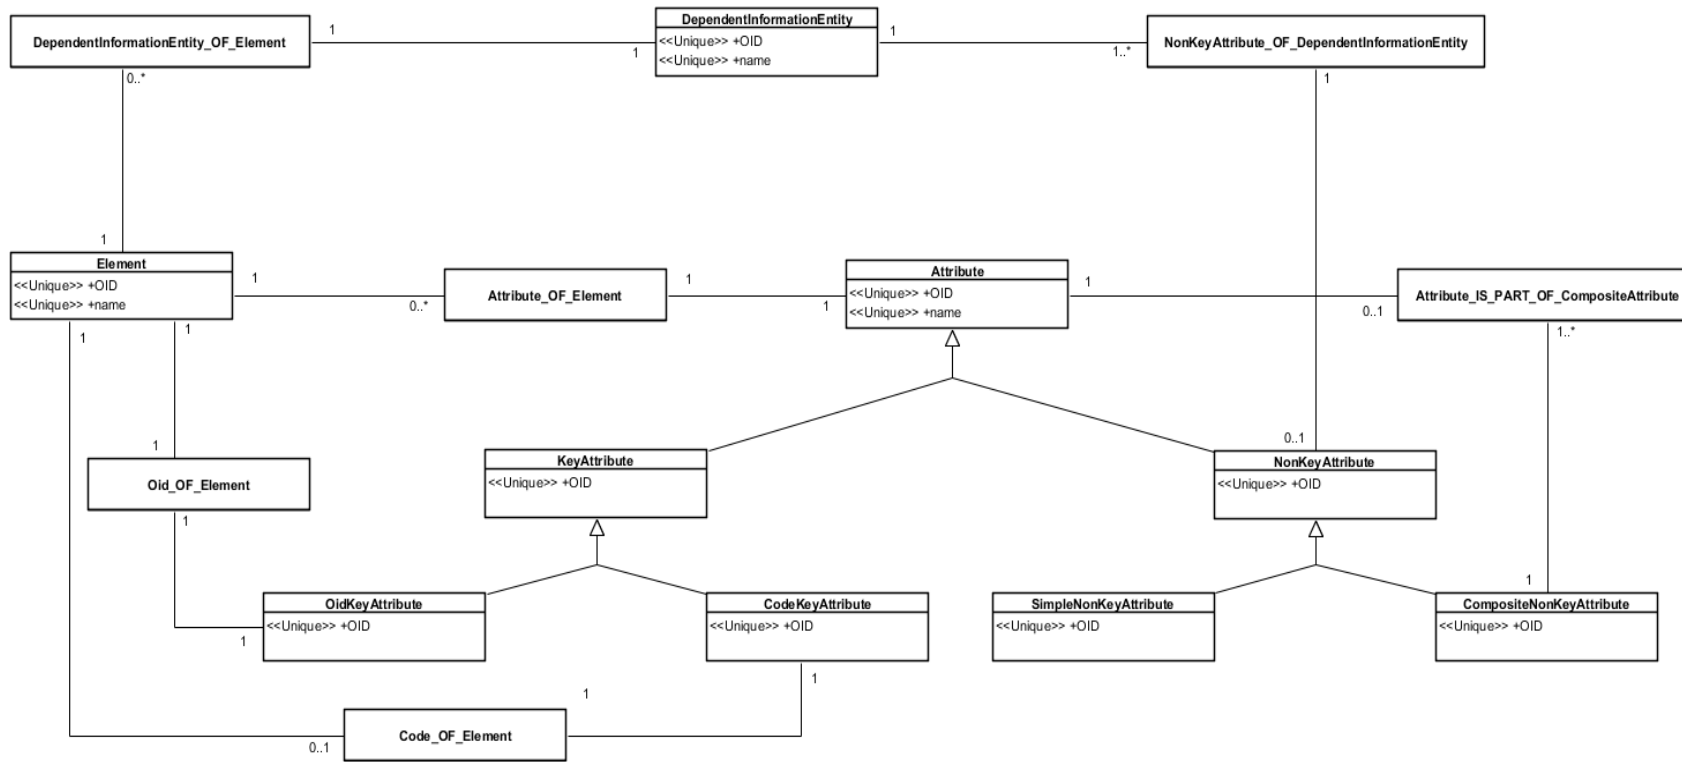 DependentInformationEntity_OF_Element
1
1
DependentInformationEntity
<<Unique>> +OID
<<Unique>> +name
1
1..*
NonKeyAttribute_OF_DependentInformationEntity
0..*
1
1
Element
<<Unique>> +OID
<<Unique>> +name
1
0..*
Attribute_OF_Element
1
1
Attribute
<<Unique>> +OID
<<Unique>> +name
1
0..1
Attribute_IS_PART_OF_CompositeAttribute
1
1
1..*
1
Oid_OF_Element
1
KeyAttribute
<<Unique>> +OID
0..1
NonKeyAttribute
<<Unique>> +OID
1
OidKeyAttribute
<<Unique>> +OID
CodeKeyAttribute
<<Unique>> +OID
SimpleNonKeyAttribute
<<Unique>> +OID
1
CompositeNonKeyAttribute
<<Unique>> +OID
1
1
0..1
Code_OF_Element